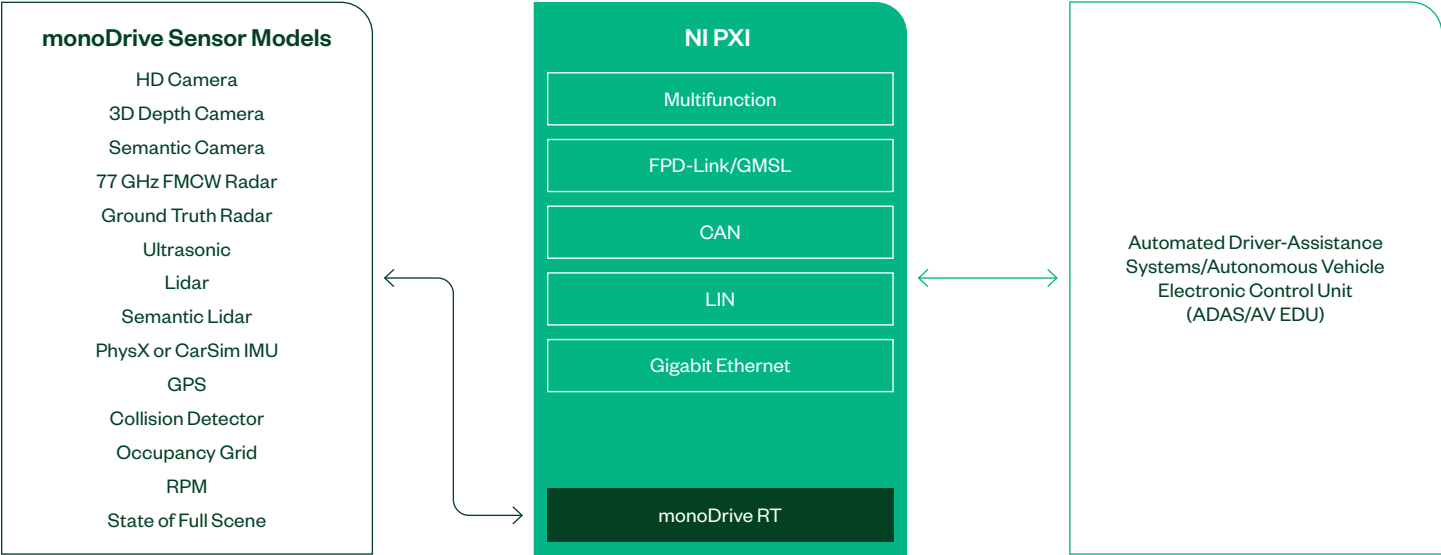 monoDrive Sensor Models
HD Camera
3D Depth Camera
Semantic Camera
77 GHz FMCW Radar
Ground Truth Radar
Ultrasonic
Lidar
Semantic Lidar
PhysX or CarSim IMU
GPS
Collision Detector
Occupancy Grid
RPM
State of Full Scene
NI PXI
Multifunction
FPD-Link/GMSL
CAN
LIN
Gigabit Ethernet
monoDrive RT
Automated Driver-Assistance
Systems/Autonomous Vehicle
Electronic Control Unit
(ADAS/AV EDU)